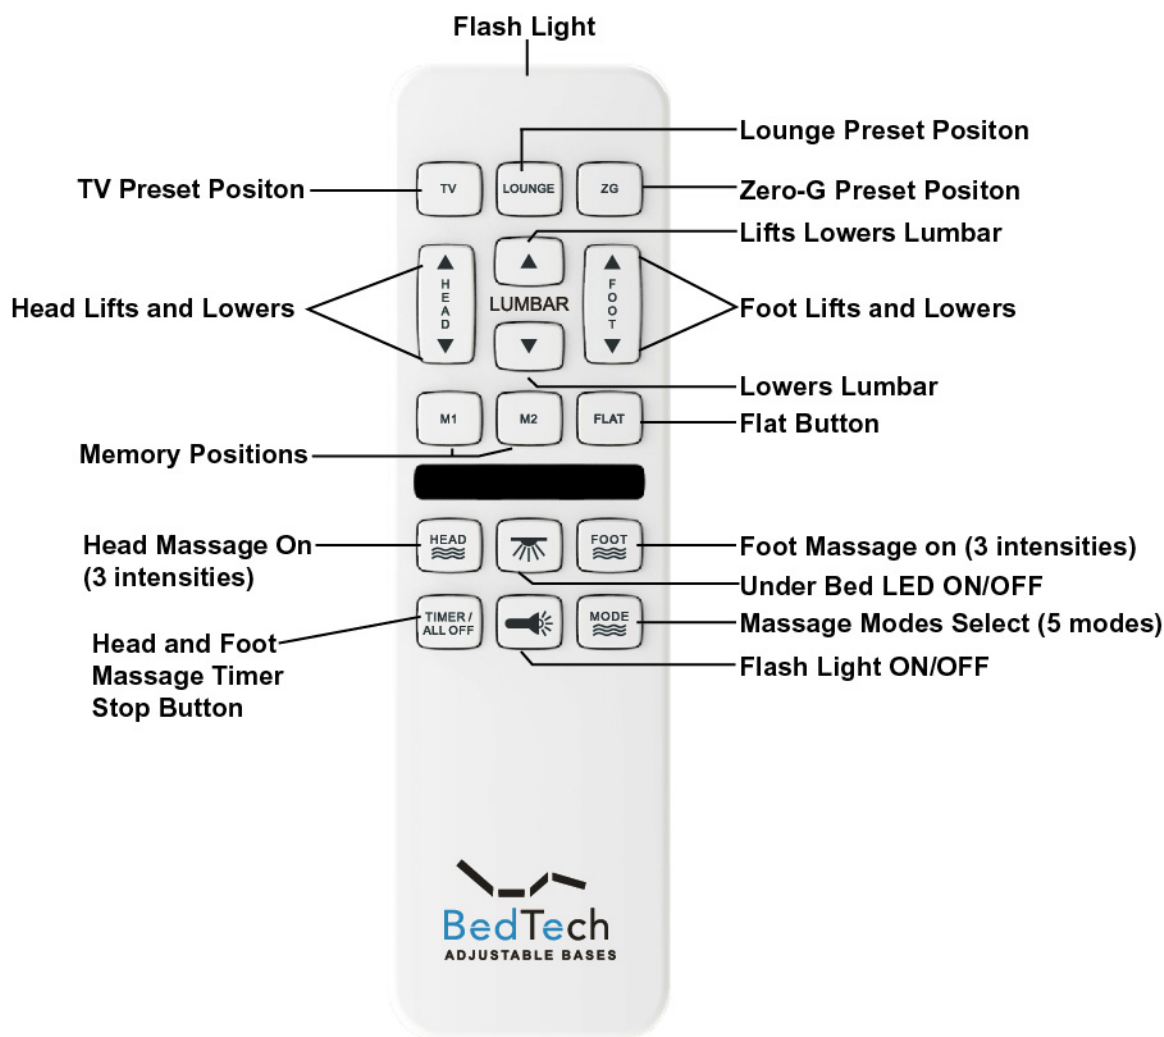 Flash Light
Lounge Preset Positon
TV Preset Positon
TV
LOUNGE
ZG
Zero-G Preset Positon
Lifts Lowers Lumbar
HEAD
LUMBAR
FOOT
Head Lifts and Lowers
Foot Lifts and Lowers
Lowers Lumbar
M1
M2
FLAT
Flat Button
Memory Positions
HEAD
FOOT
Head Massage On
(3 intensities)
Foot Massage on (3 intensities)
Under Bed LED ON/OFF
TIMER /
ALL OFF
MODE
Massage Modes Select (5 modes)
Head and Foot
Massage Timer
Stop Button
Flash Light ON/OFF
BedTech
ADJUSTABLE BASES